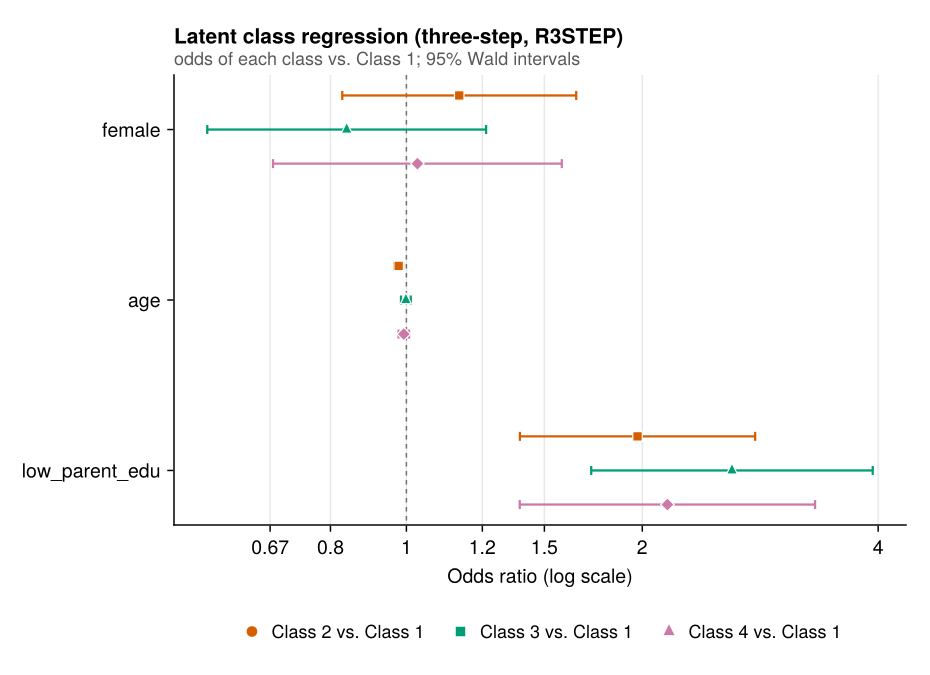 Latent class regression (three-step, R3STEP)
odds of each class vs. Class 1; 95% Wald intervals
female
age
low_parent_edu
0.67 0.8 1 1.2 1.5 2 4
Odds ratio (log scale)
Class 2 vs. Class 1 Class 3 vs. Class 1 Class 4 vs. Class 1